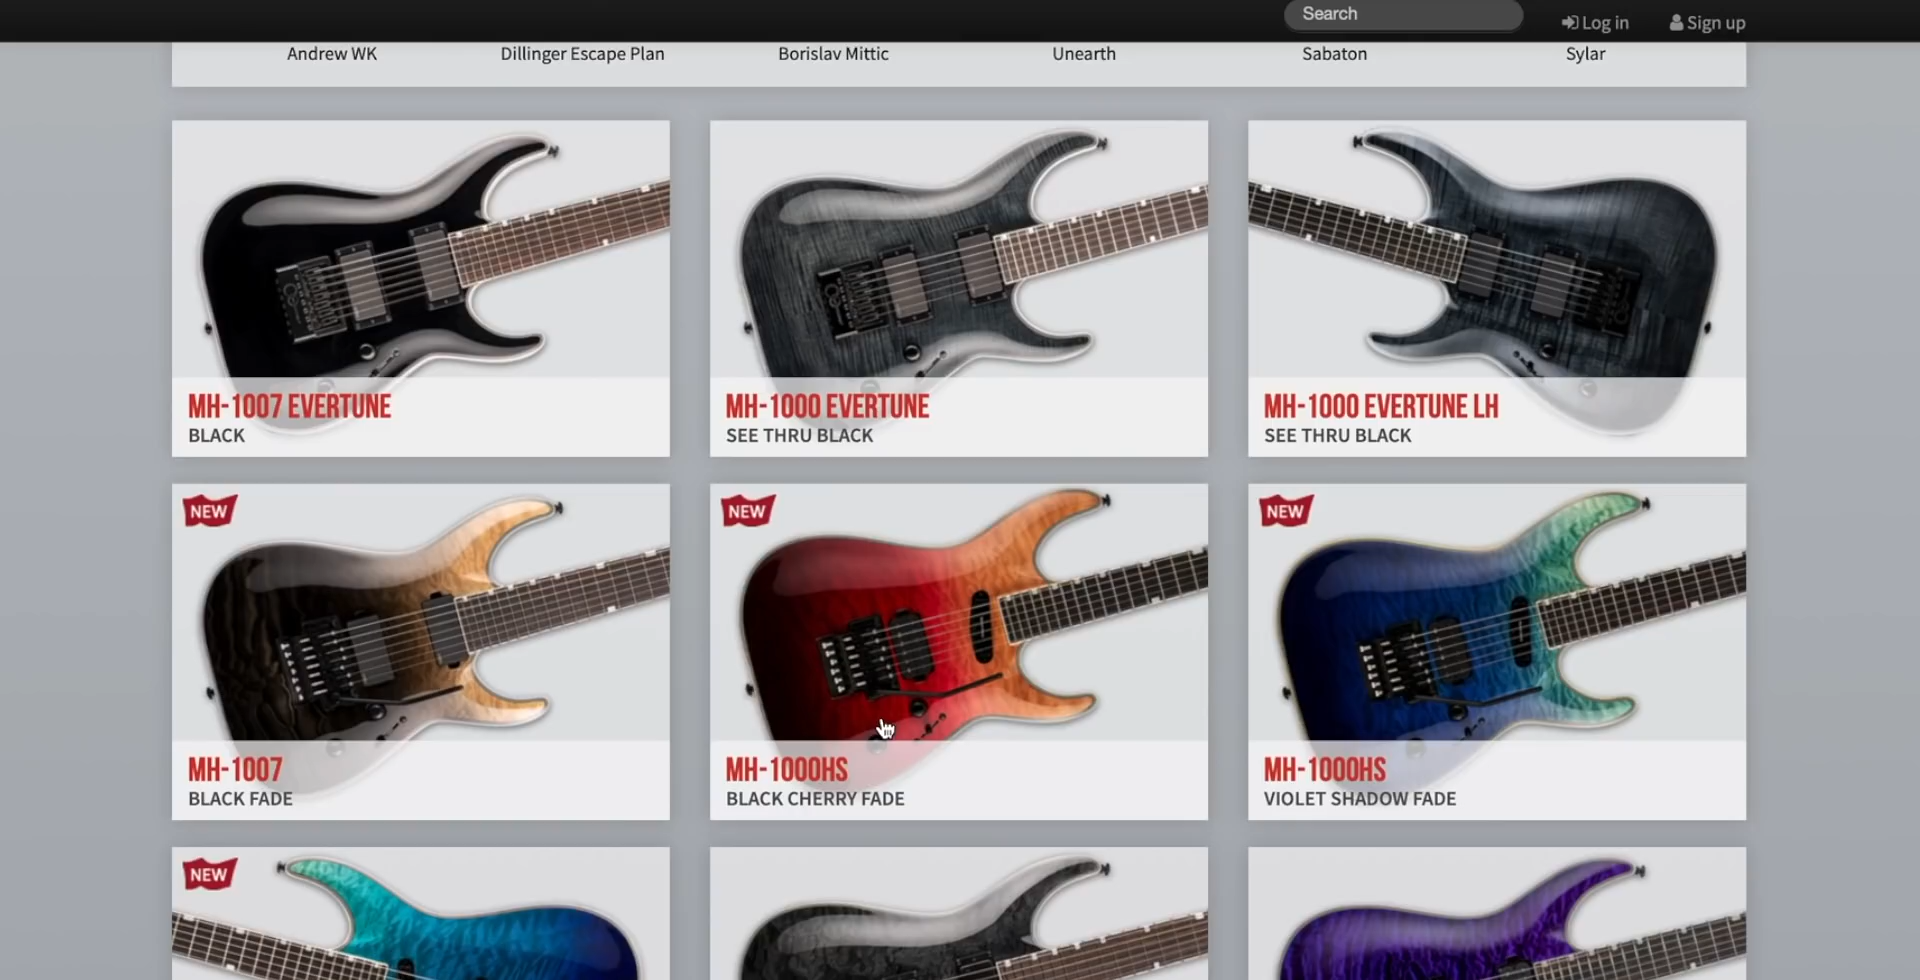 Search
Log in
Sign up
Andrew WK
Dillinger Escape Plan
Borislav Mittic
Unearth
Sabaton
Sylar
MH-1007 EVERTUNE
BLACK
MH-1000 EVERTUNE
SEE THRU BLACK
MH-1000 EVERTUNE LH
SEE THRU BLACK
NEW
MH-1007
BLACK FADE
NEW
MH-1000HS
BLACK CHERRY FADE
NEW
MH-1000HS
VIOLET SHADOW FADE
NEW